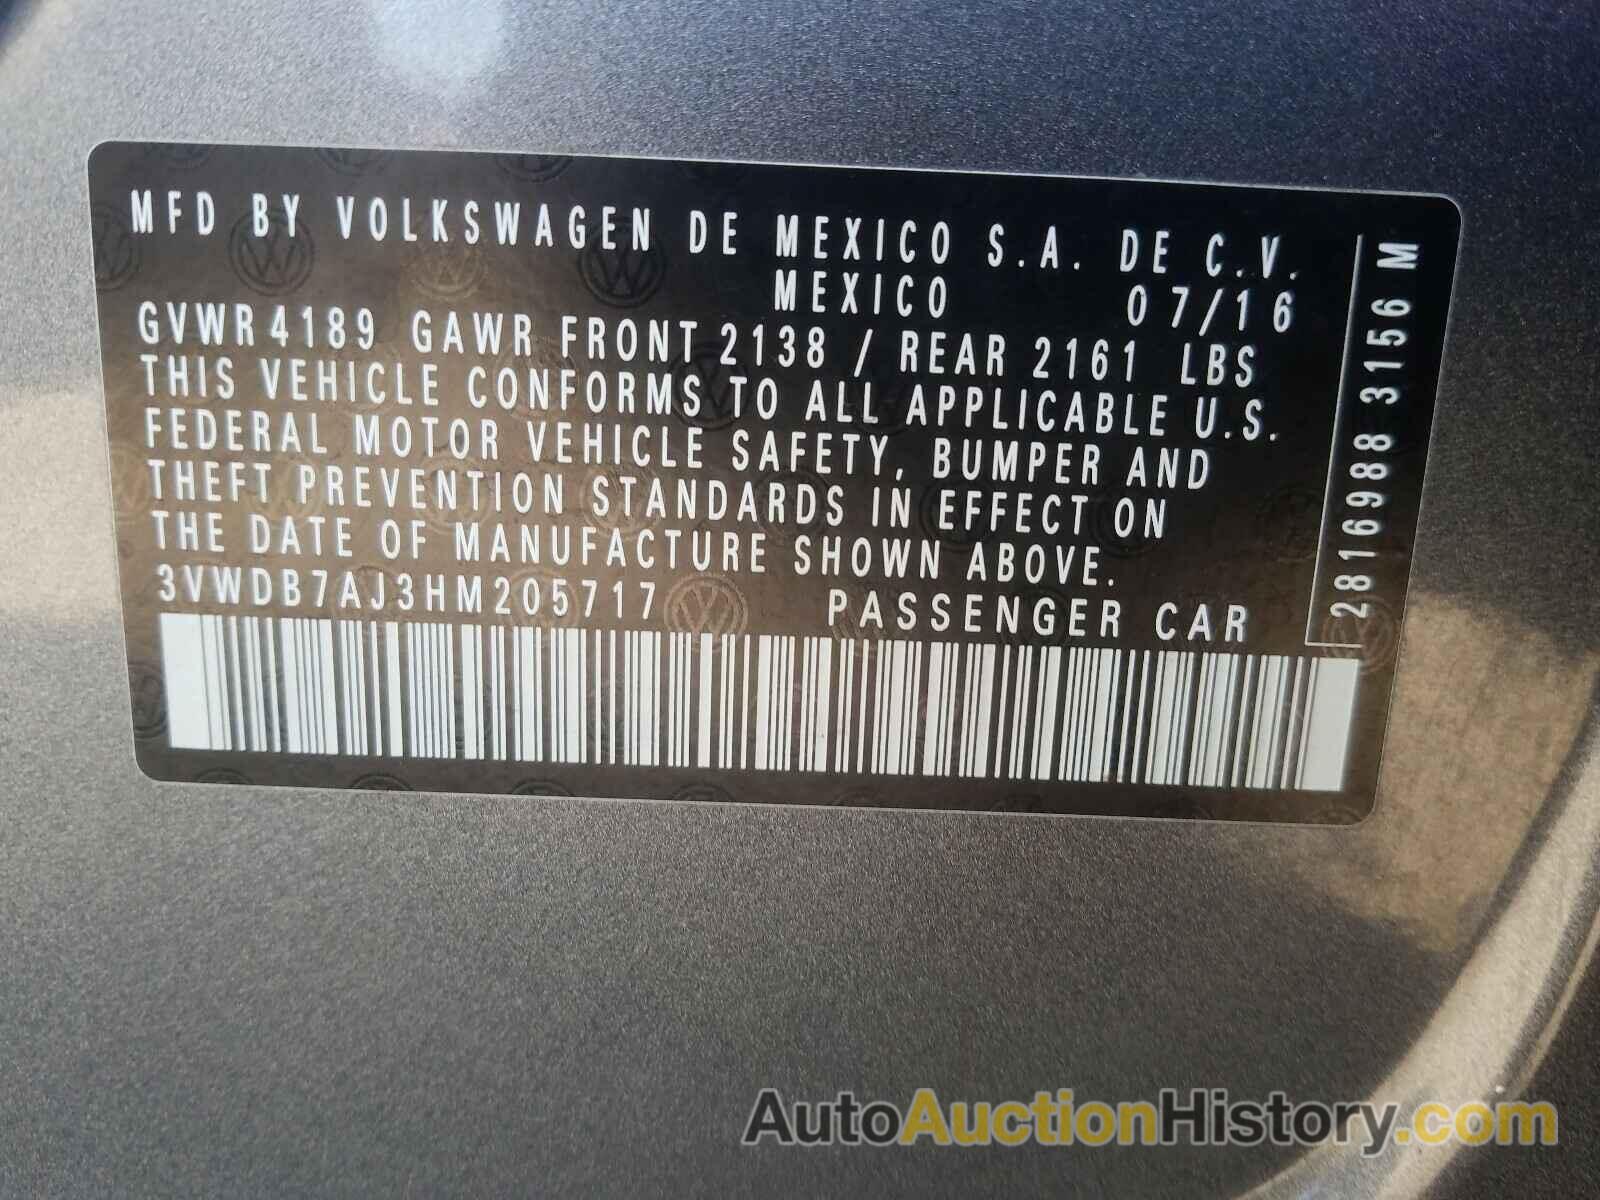 MFD BY VOLKSWAGEN DE MEXICO S.A. DE C.V.
MEXICO 07/16
GVWR 4189 GAWR FRONT 2138 / REAR 2161 LBS
THIS VEHICLE CONFORMS TO ALL APPLICABLE U.S.
FEDERAL MOTOR VEHICLE SAFETY, BUMPER AND
THEFT PREVENTION STANDARDS IN EFFECT ON
THE DATE OF MANUFACTURE SHOWN ABOVE.
3VWDB7AJ3HM205717 PASSENGER CAR
2816988 3156 M
AutoAuctionHistory.com